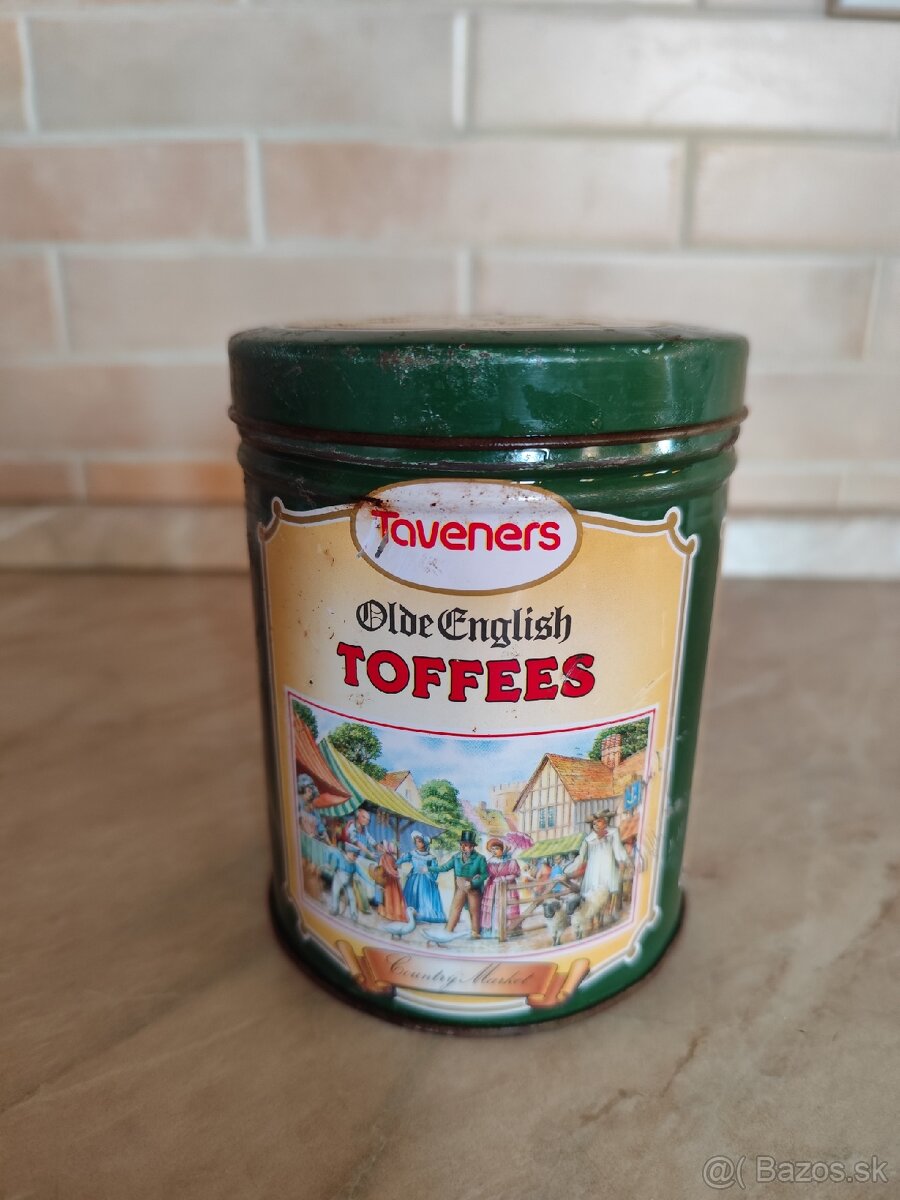 Taveners
Olde English
TOFFEES
Country Market
@( Bazos.sk